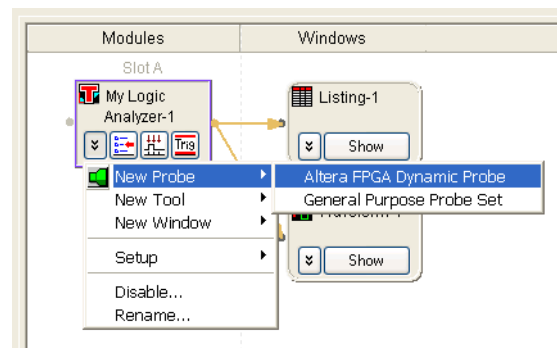 Modules
Windows
Slot A
My Logic
Analyzer-1
Trig
Listing-1
Show
New Probe
New Tool
New Window
Setup
Disable...
Rename...
Altera FPGA Dynamic Probe
General Purpose Probe Set
Show